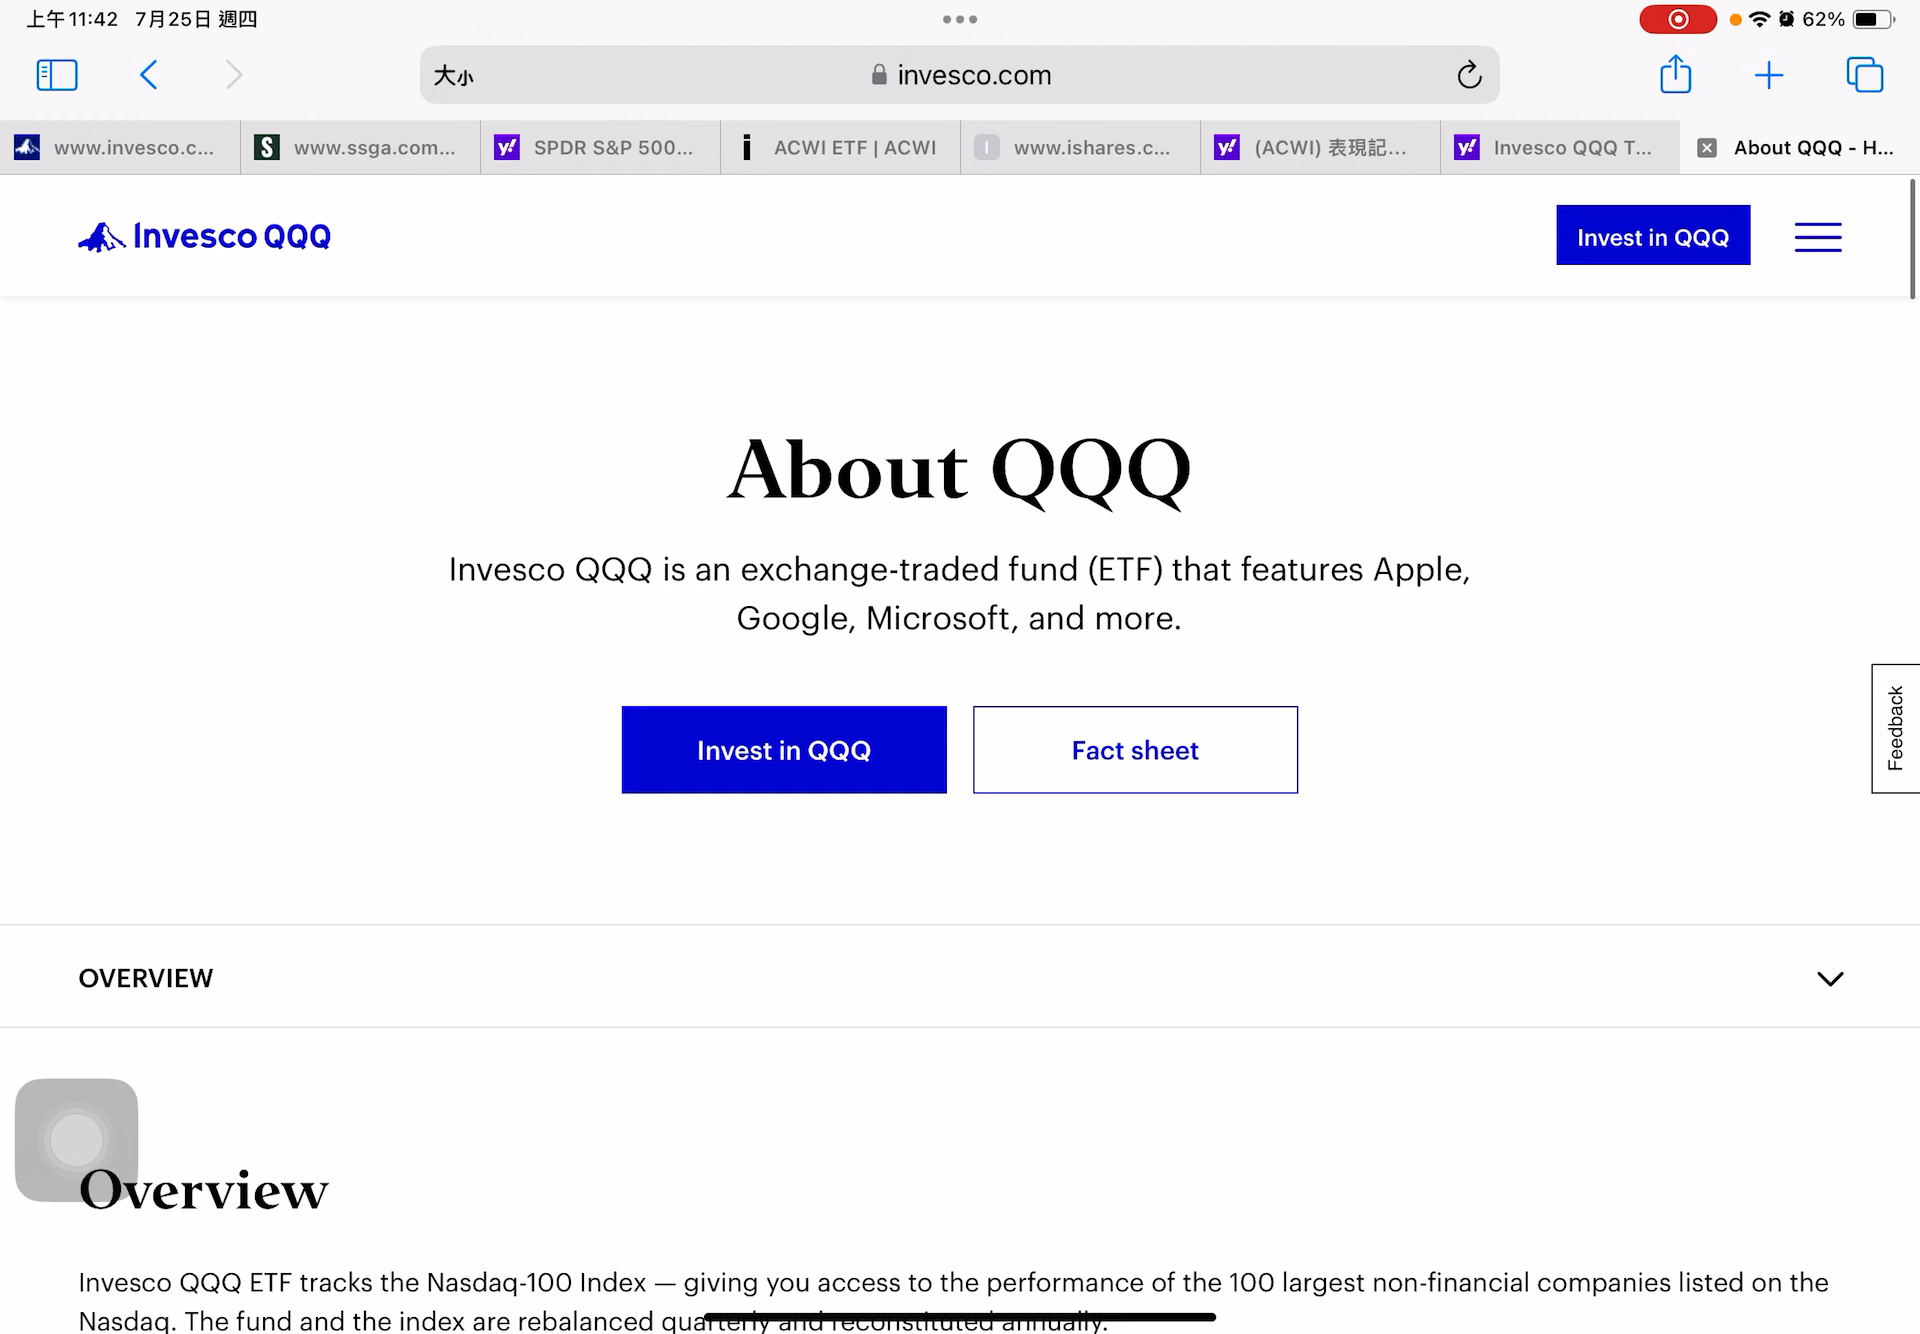 上午11:42 7月25日 週四
62%
大小
invesco.com
www.invesco.c...
www.ssga.com...
SPDR S&P 500...
ACWI ETF | ACWI
www.ishares.c...
(ACWI) 表現記...
Invesco QQQ T...
About QQQ - H...
Invesco QQQ
Invest in QQQ
About QQQ
Invesco QQQ is an exchange-traded fund (ETF) that features Apple,
Google, Microsoft, and more.
Invest in QQQ
Fact sheet
Feedback
OVERVIEW
Overview
Invesco QQQ ETF tracks the Nasdaq-100 Index — giving you access to the performance of the 100 largest non-financial companies listed on the
Nasdaq. The fund and the index are rebalanced quarterly and reconstituted annually.